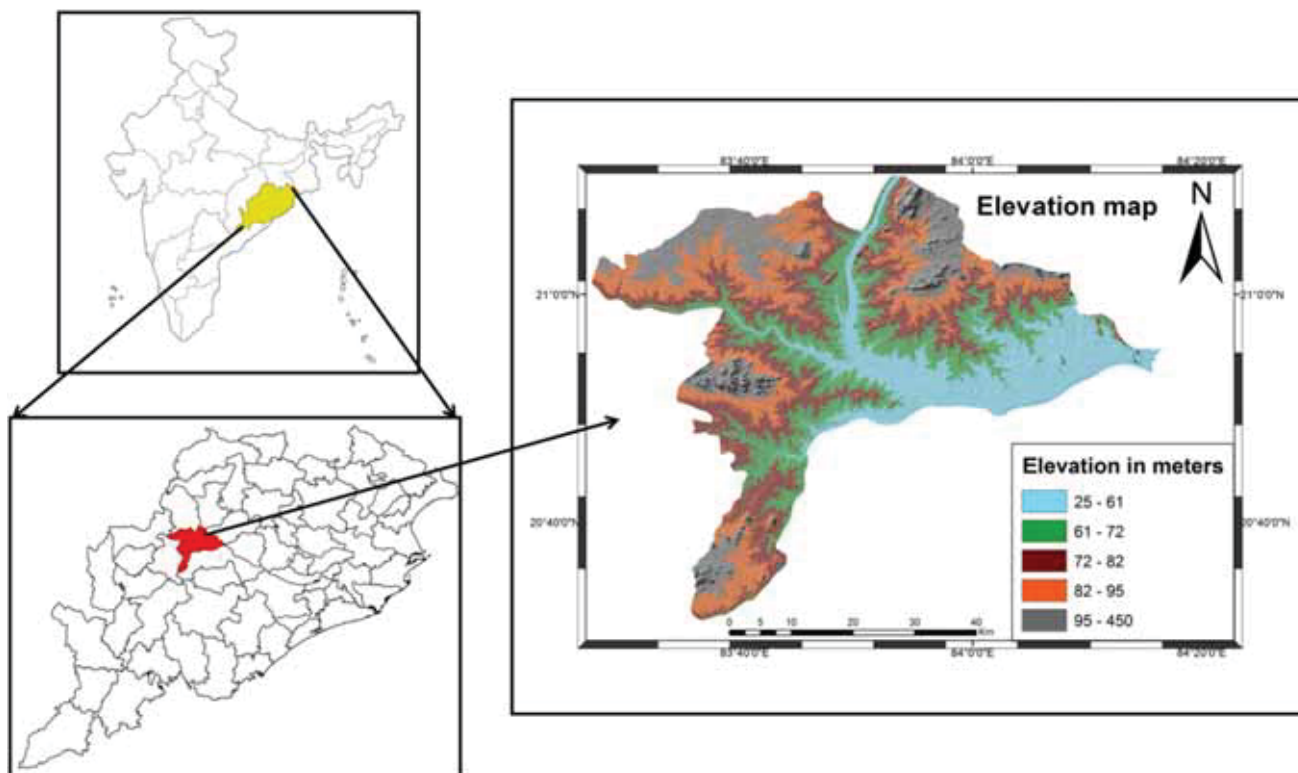 83°40'0"E 84°0'0"E 84°20'0"E
Elevation map
N
21°0'0"N 21°0'0"N
Elevation in meters
25 - 61
61 - 72
72 - 82
82 - 95
95 - 450
20°40'0"N 20°40'0"N
0 5 10 20 30 40
Km
83°40'0"E 84°0'0"E 84°20'0"E